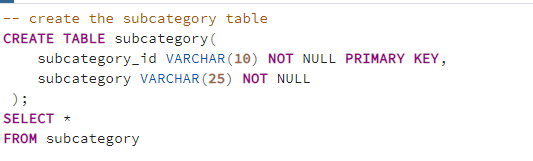 -- create the subcategory table
CREATE TABLE subcategory(
    subcategory_id VARCHAR(10) NOT NULL PRIMARY KEY,
    subcategory VARCHAR(25) NOT NULL
 );
SELECT *
FROM subcategory